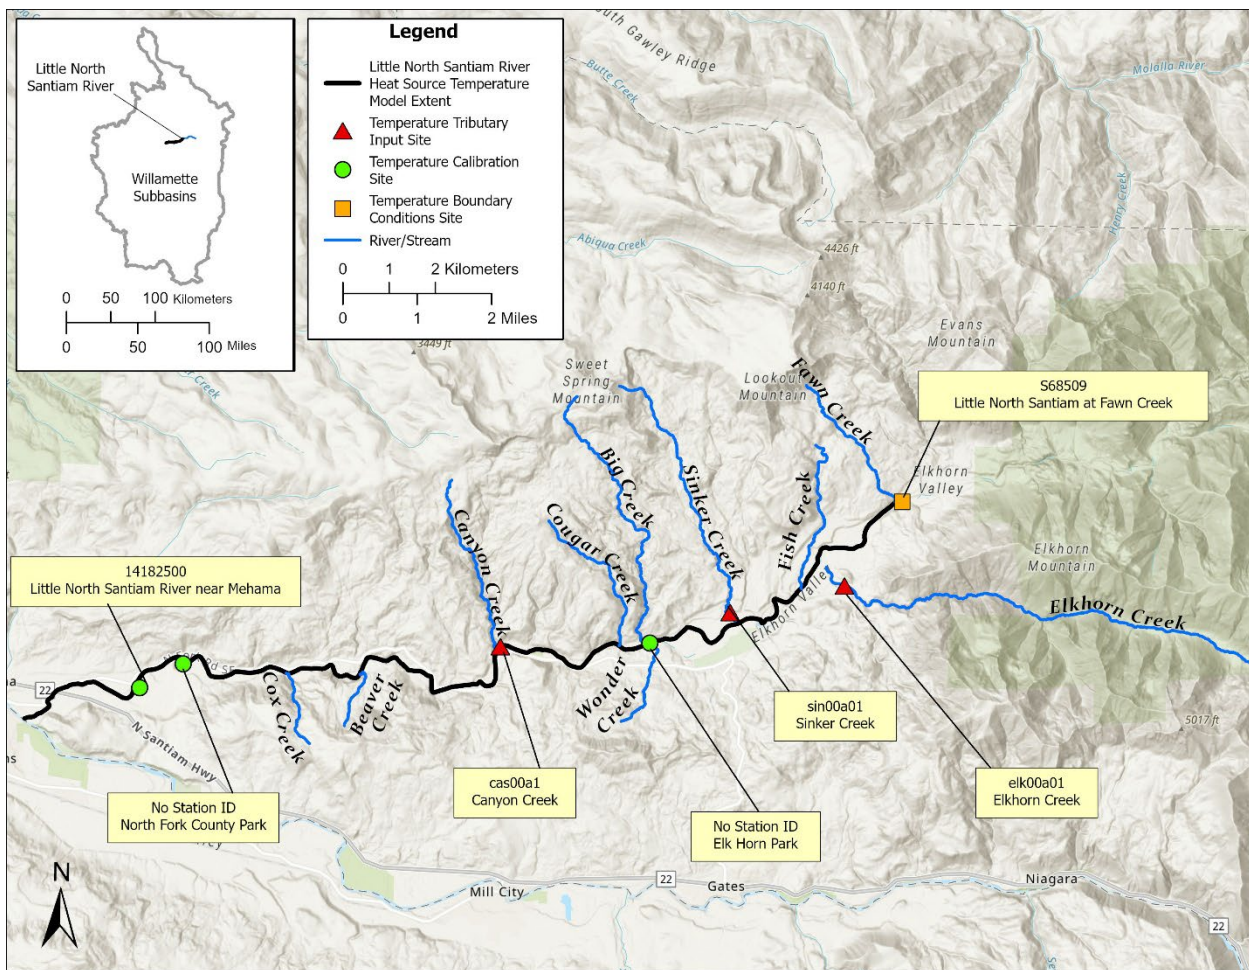 Little North
Santiam River
Willamette
Subbasins
0 50 100 Kilometers
0 50 100 Miles
Legend
Little North Santiam River
Heat Source Temperature
Model Extent
Temperature Tributary
Input Site
Temperature Calibration
Site
Temperature Boundary
Conditions Site
River/Stream
0 1 2 Kilometers
0 1 2 Miles
South Gawley Ridge
Butte Creek
Molalla River
Henry Creek
Abiqua Creek
4426 ft
4140 ft
3449 ft
Creek
Evans
Mountain
Sweet
Spring
Mountain
Lookout
Mountain
Fawn Creek
S68509
Little North Santiam at Fawn Creek
Elkhorn
Valley
Big Creek
Sinker Creek
Fish Creek
Canyon Creek
Cougar Creek
Elkhorn
Mountain
Elkhorn Creek
14182500
Little North Santiam River near Mehama
Elkhorn Valle
Rd SE
22
Cox Creek
Beaver
Creek
Wonder
Creek
N Santiam Hwy
sin00a01
Sinker Creek
5017 ft
cas00a1
Canyon Creek
elk00a01
Elkhorn Creek
No Station ID
North Fork County Park
No Station ID
Elk Horn Park
N
Mill City
22
Gates
Niagara
22